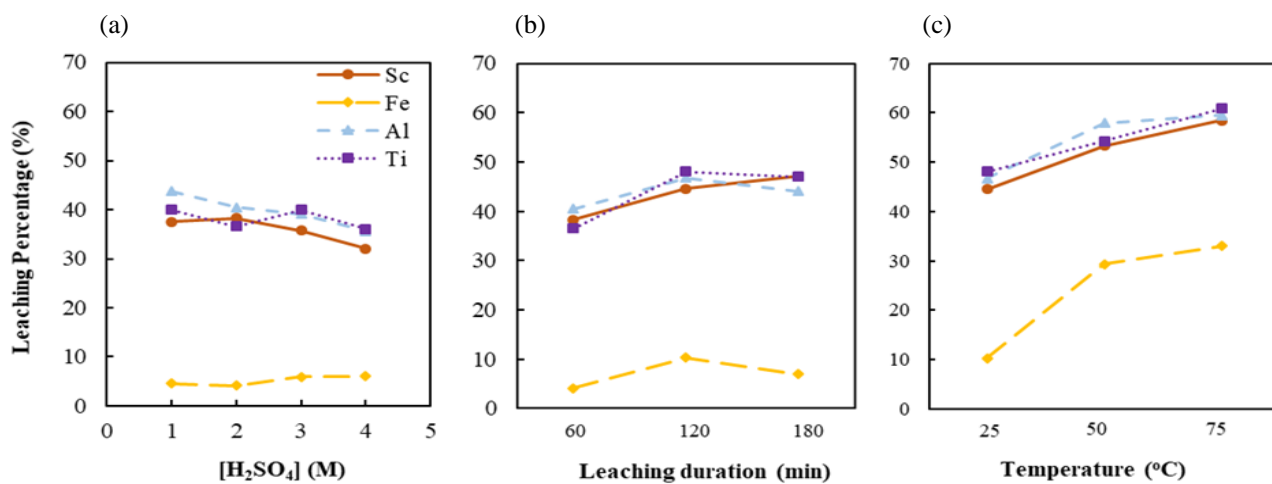 (a)
(b)
(c)
Leaching Percentage (%)
70
60
50
40
30
20
10
0
Sc
Fe
Al
Ti
0 1 2 3 4 5
[H₂SO₄] (M)
70
60
50
40
30
20
10
0
60 120 180
Leaching duration (min)
70
60
50
40
30
20
10
0
25 50 75
Temperature (°C)